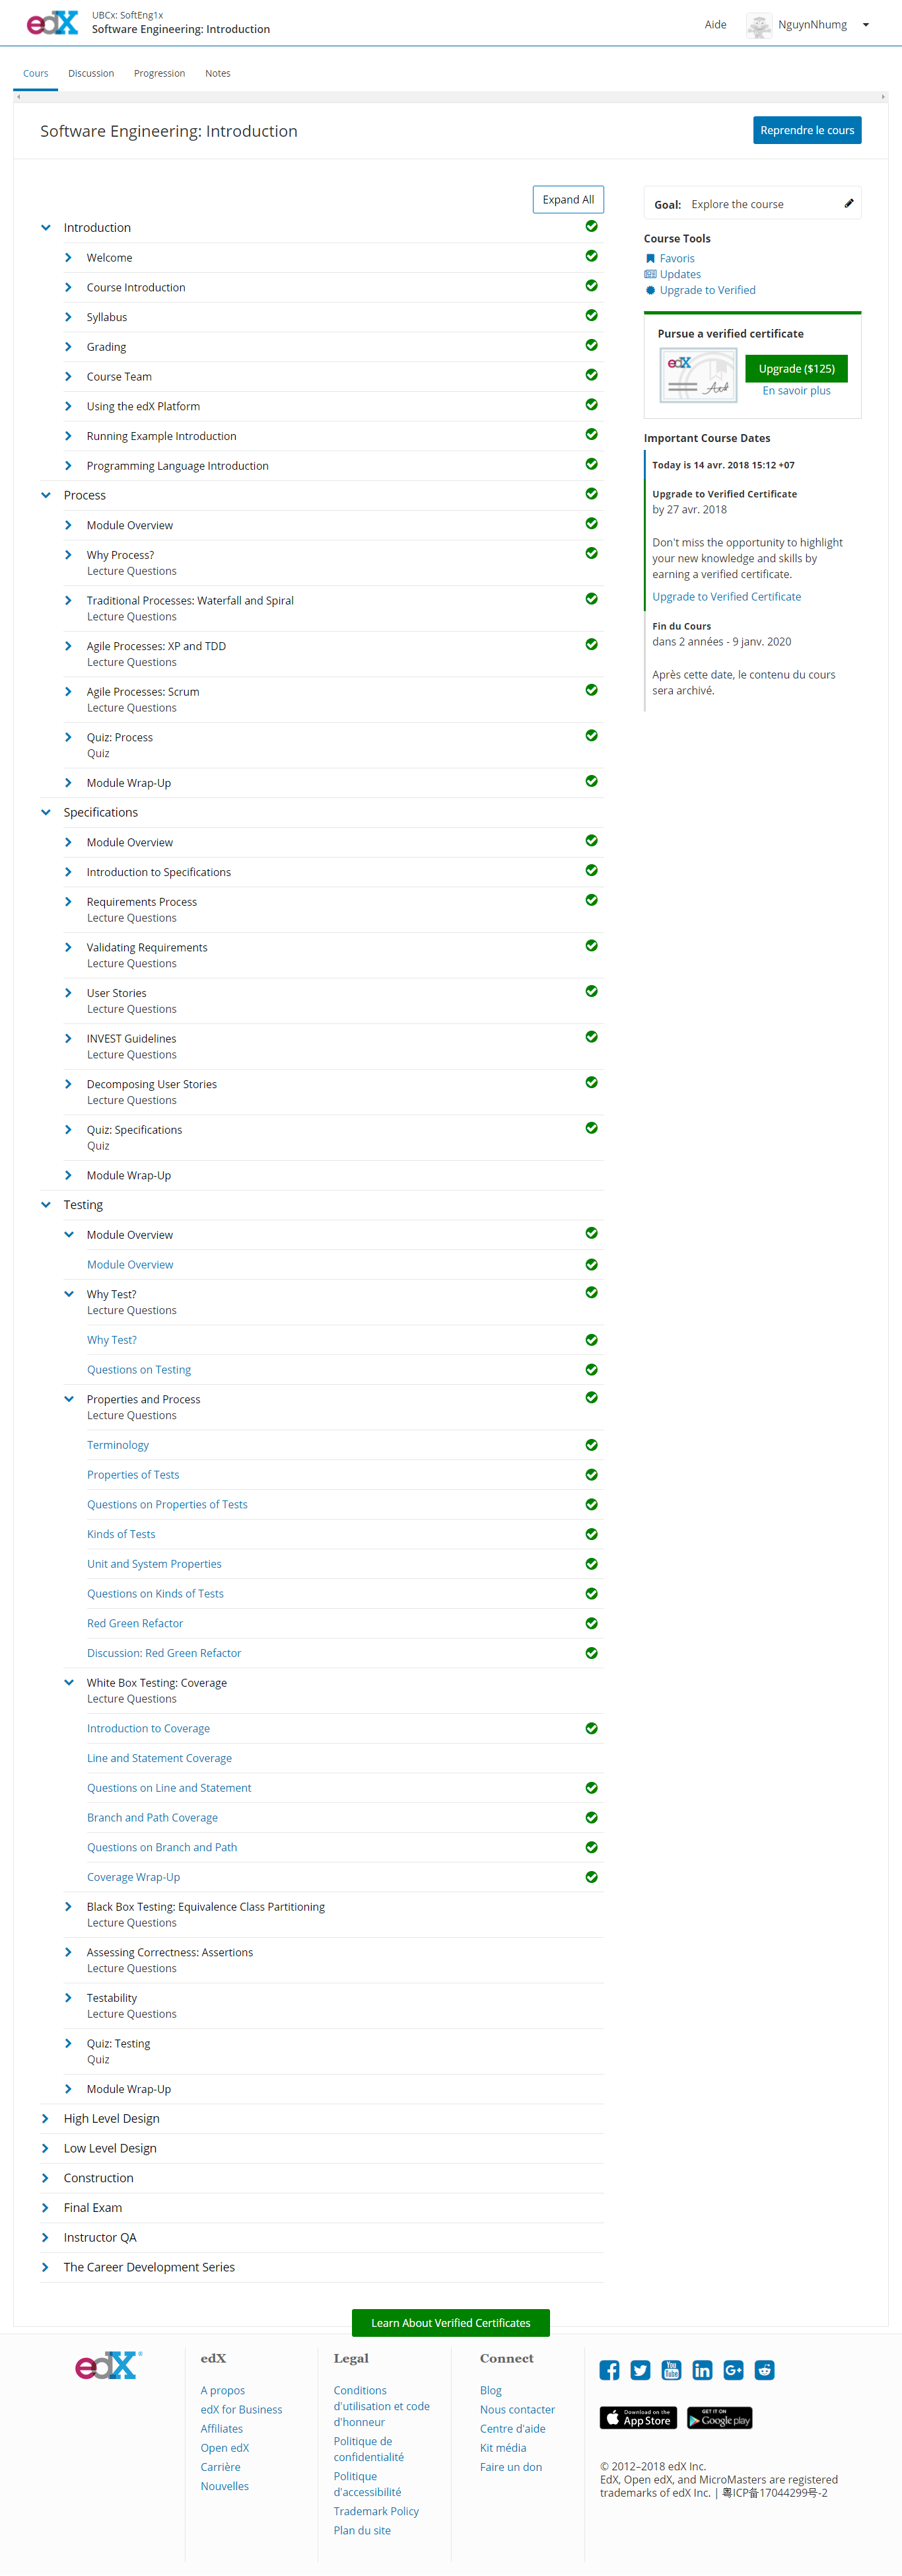 edX
UBCx: SoftEng1x
Software Engineering: Introduction
Aide
NguynNhumg
Cours
Discussion
Progression
Notes
Software Engineering: Introduction
Reprendre le cours
Expand All
Introduction
Welcome
Course Introduction
Syllabus
Grading
Course Team
Using the edX Platform
Running Example Introduction
Programming Language Introduction
Process
Module Overview
Why Process?
Lecture Questions
Traditional Processes: Waterfall and Spiral
Lecture Questions
Agile Processes: XP and TDD
Lecture Questions
Agile Processes: Scrum
Lecture Questions
Quiz: Process
Quiz
Module Wrap-Up
Specifications
Module Overview
Introduction to Specifications
Requirements Process
Lecture Questions
Validating Requirements
Lecture Questions
User Stories
Lecture Questions
INVEST Guidelines
Lecture Questions
Decomposing User Stories
Lecture Questions
Quiz: Specifications
Quiz
Module Wrap-Up
Testing
Module Overview
Module Overview
Why Test?
Lecture Questions
Why Test?
Questions on Testing
Properties and Process
Lecture Questions
Terminology
Properties of Tests
Questions on Properties of Tests
Kinds of Tests
Unit and System Properties
Questions on Kinds of Tests
Red Green Refactor
Discussion: Red Green Refactor
White Box Testing: Coverage
Lecture Questions
Introduction to Coverage
Line and Statement Coverage
Questions on Line and Statement
Branch and Path Coverage
Questions on Branch and Path
Coverage Wrap-Up
Black Box Testing: Equivalence Class Partitioning
Lecture Questions
Assessing Correctness: Assertions
Lecture Questions
Testability
Lecture Questions
Quiz: Testing
Quiz
Module Wrap-Up
High Level Design
Low Level Design
Construction
Final Exam
Instructor QA
The Career Development Series
Goal: Explore the course
Course Tools
Favoris
Updates
Upgrade to Verified
Pursue a verified certificate
edX
Upgrade ($125)
En savoir plus
Important Course Dates
Today is 14 avr. 2018 15:12 +07
Upgrade to Verified Certificate
by 27 avr. 2018
Don't miss the opportunity to highlight
your new knowledge and skills by
earning a verified certificate.
Upgrade to Verified Certificate
Fin du Cours
dans 2 années - 9 janv. 2020
Après cette date, le contenu du cours
sera archivé.
Learn About Verified Certificates
edX®
edX
A propos
edX for Business
Affiliates
Open edX
Carrière
Nouvelles
Legal
Conditions
d'utilisation et code
d'honneur
Politique de
confidentialité
Politique
d'accessibilité
Trademark Policy
Plan du site
Connect
Blog
Nous contacter
Centre d'aide
Kit média
Faire un don
You
Tube
in
G+
Download on the
App Store
GET IT ON
Google play
© 2012–2018 edX Inc.
EdX, Open edX, and MicroMasters are registered
trademarks of edX Inc. | 粤ICP备17044299号-2